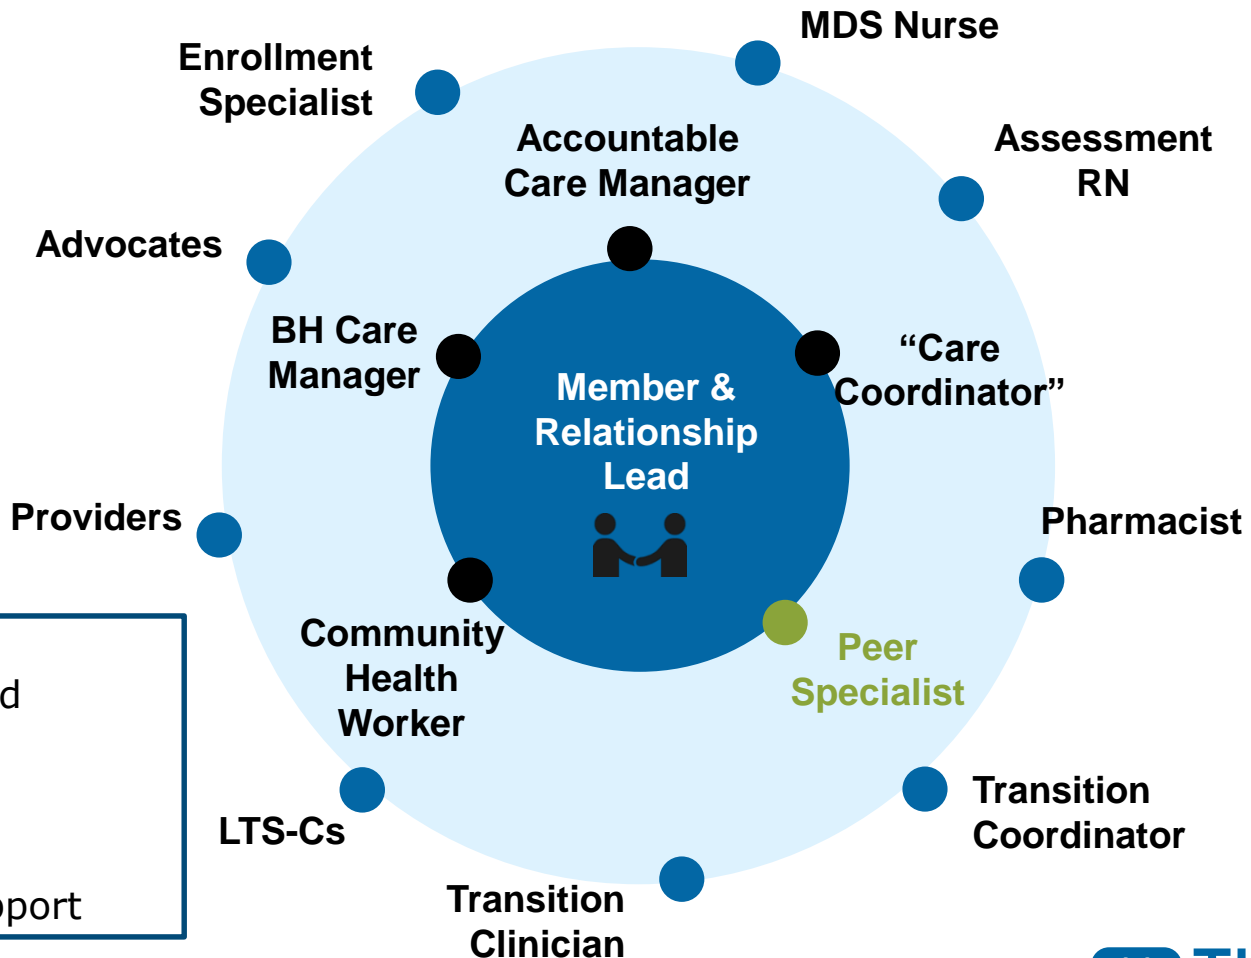 MDS Nurse
Enrollment
Specialist
Accountable
Care Manager
Assessment
RN
Advocates
BH Care
Manager
“Care
Coordinator”
Member &
Relationship
Lead
Providers
Pharmacist
Community
Health
Worker
Peer
Specialist
LTS-Cs
Transition
Coordinator
Transition
Clinician